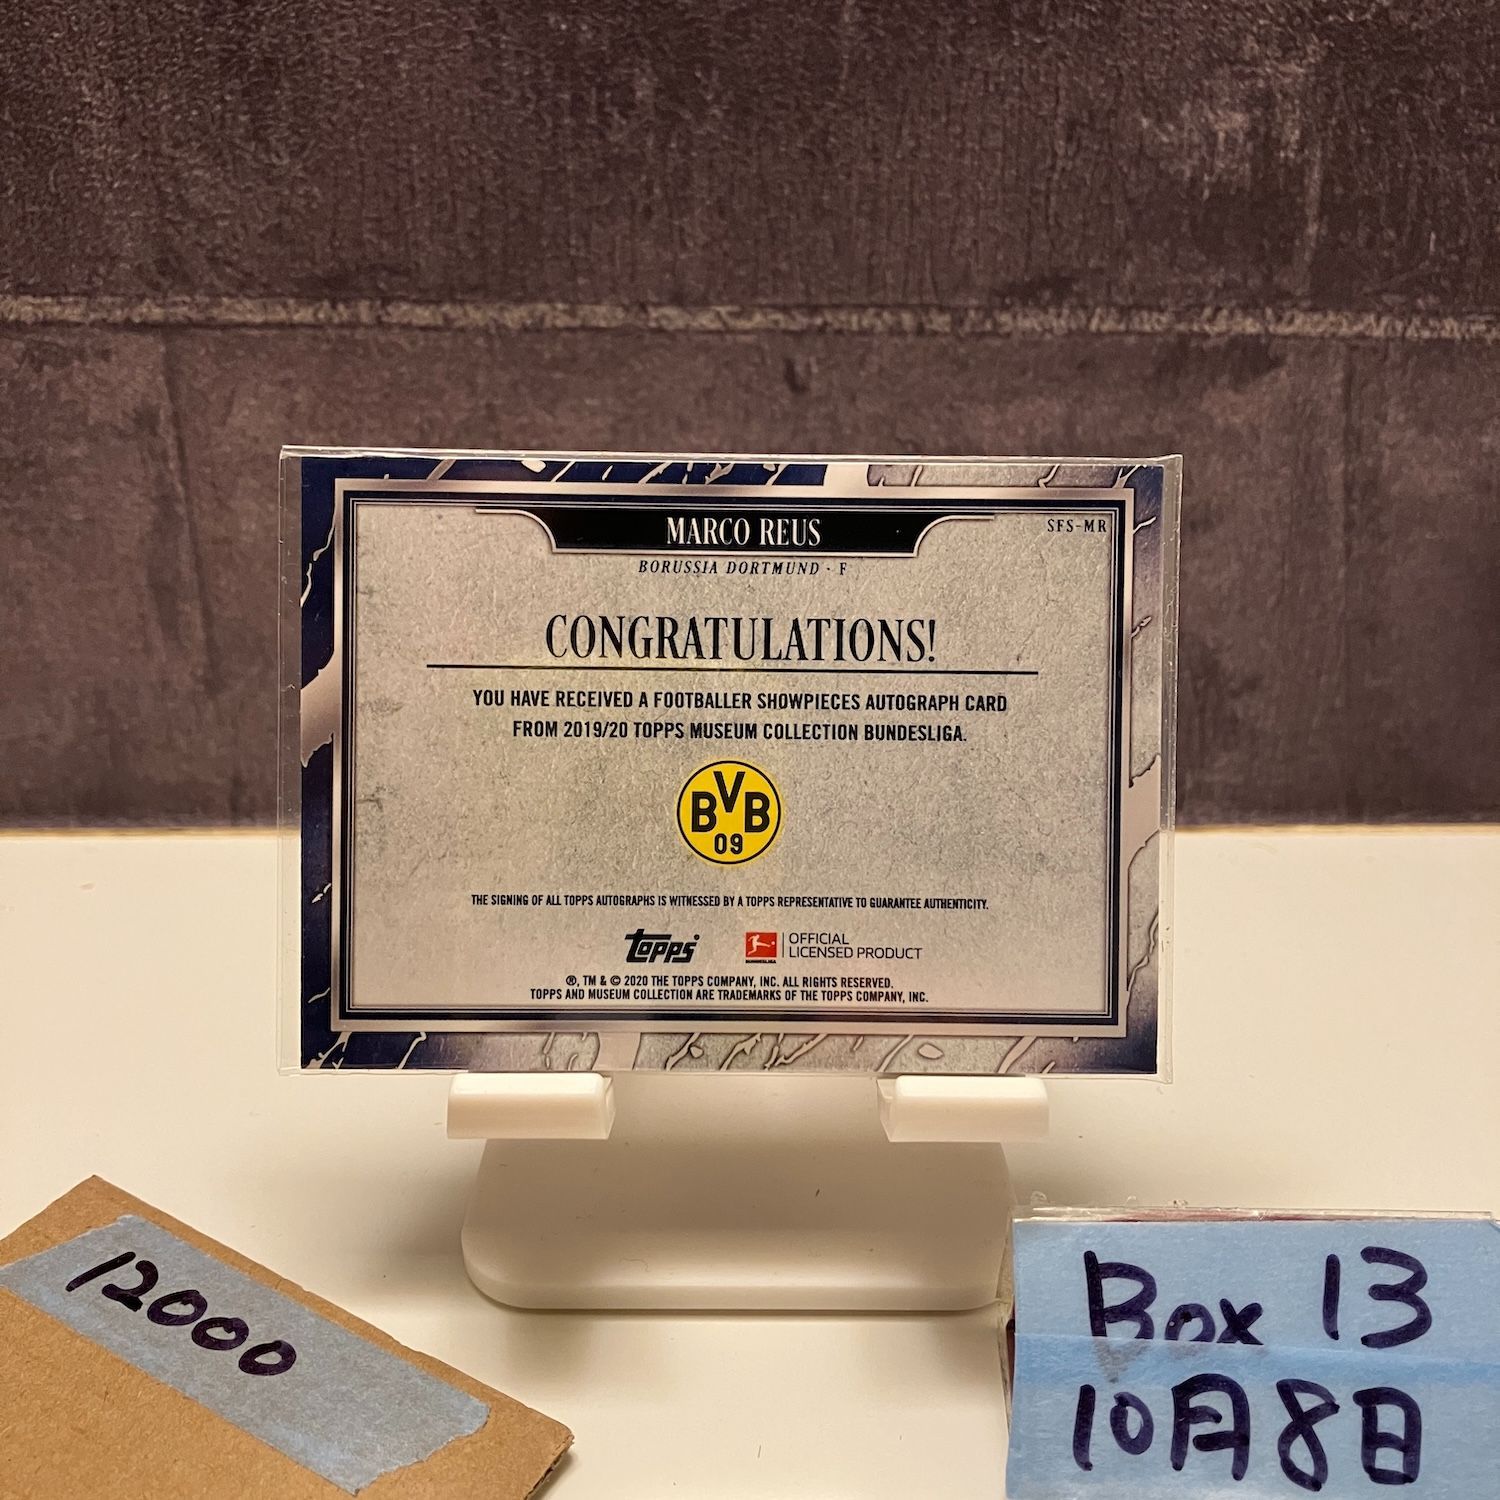 MARCO REUS
SFS-MR
BORUSSIA DORTMUND · F
CONGRATULATIONS!
YOU HAVE RECEIVED A FOOTBALLER SHOWPIECES AUTOGRAPH CARD
FROM 2019/20 TOPPS MUSEUM COLLECTION BUNDESLIGA.
BVB
09
THE SIGNING OF ALL TOPPS AUTOGRAPHS IS WITNESSED BY A TOPPS REPRESENTATIVE TO GUARANTEE AUTHENTICITY.
topps®
BUNDESLIGA
OFFICIAL
LICENSED PRODUCT
®, TM & © 2020 THE TOPPS COMPANY, INC. ALL RIGHTS RESERVED.
TOPPS AND MUSEUM COLLECTION ARE TRADEMARKS OF THE TOPPS COMPANY, INC.
12000
Box 13
10月8日